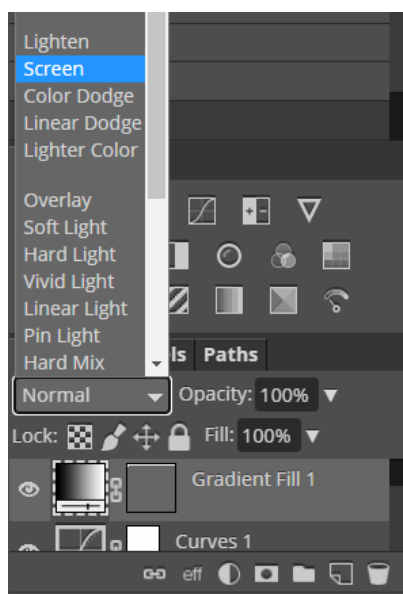 Lighten
Screen
Color Dodge
Linear Dodge
Lighter Color
Overlay
Soft Light
Hard Light
Vivid Light
Linear Light
Pin Light
Hard Mix
ls Paths
Normal Opacity: 100%
Lock: Fill: 100%
Gradient Fill 1
Curves 1
eff